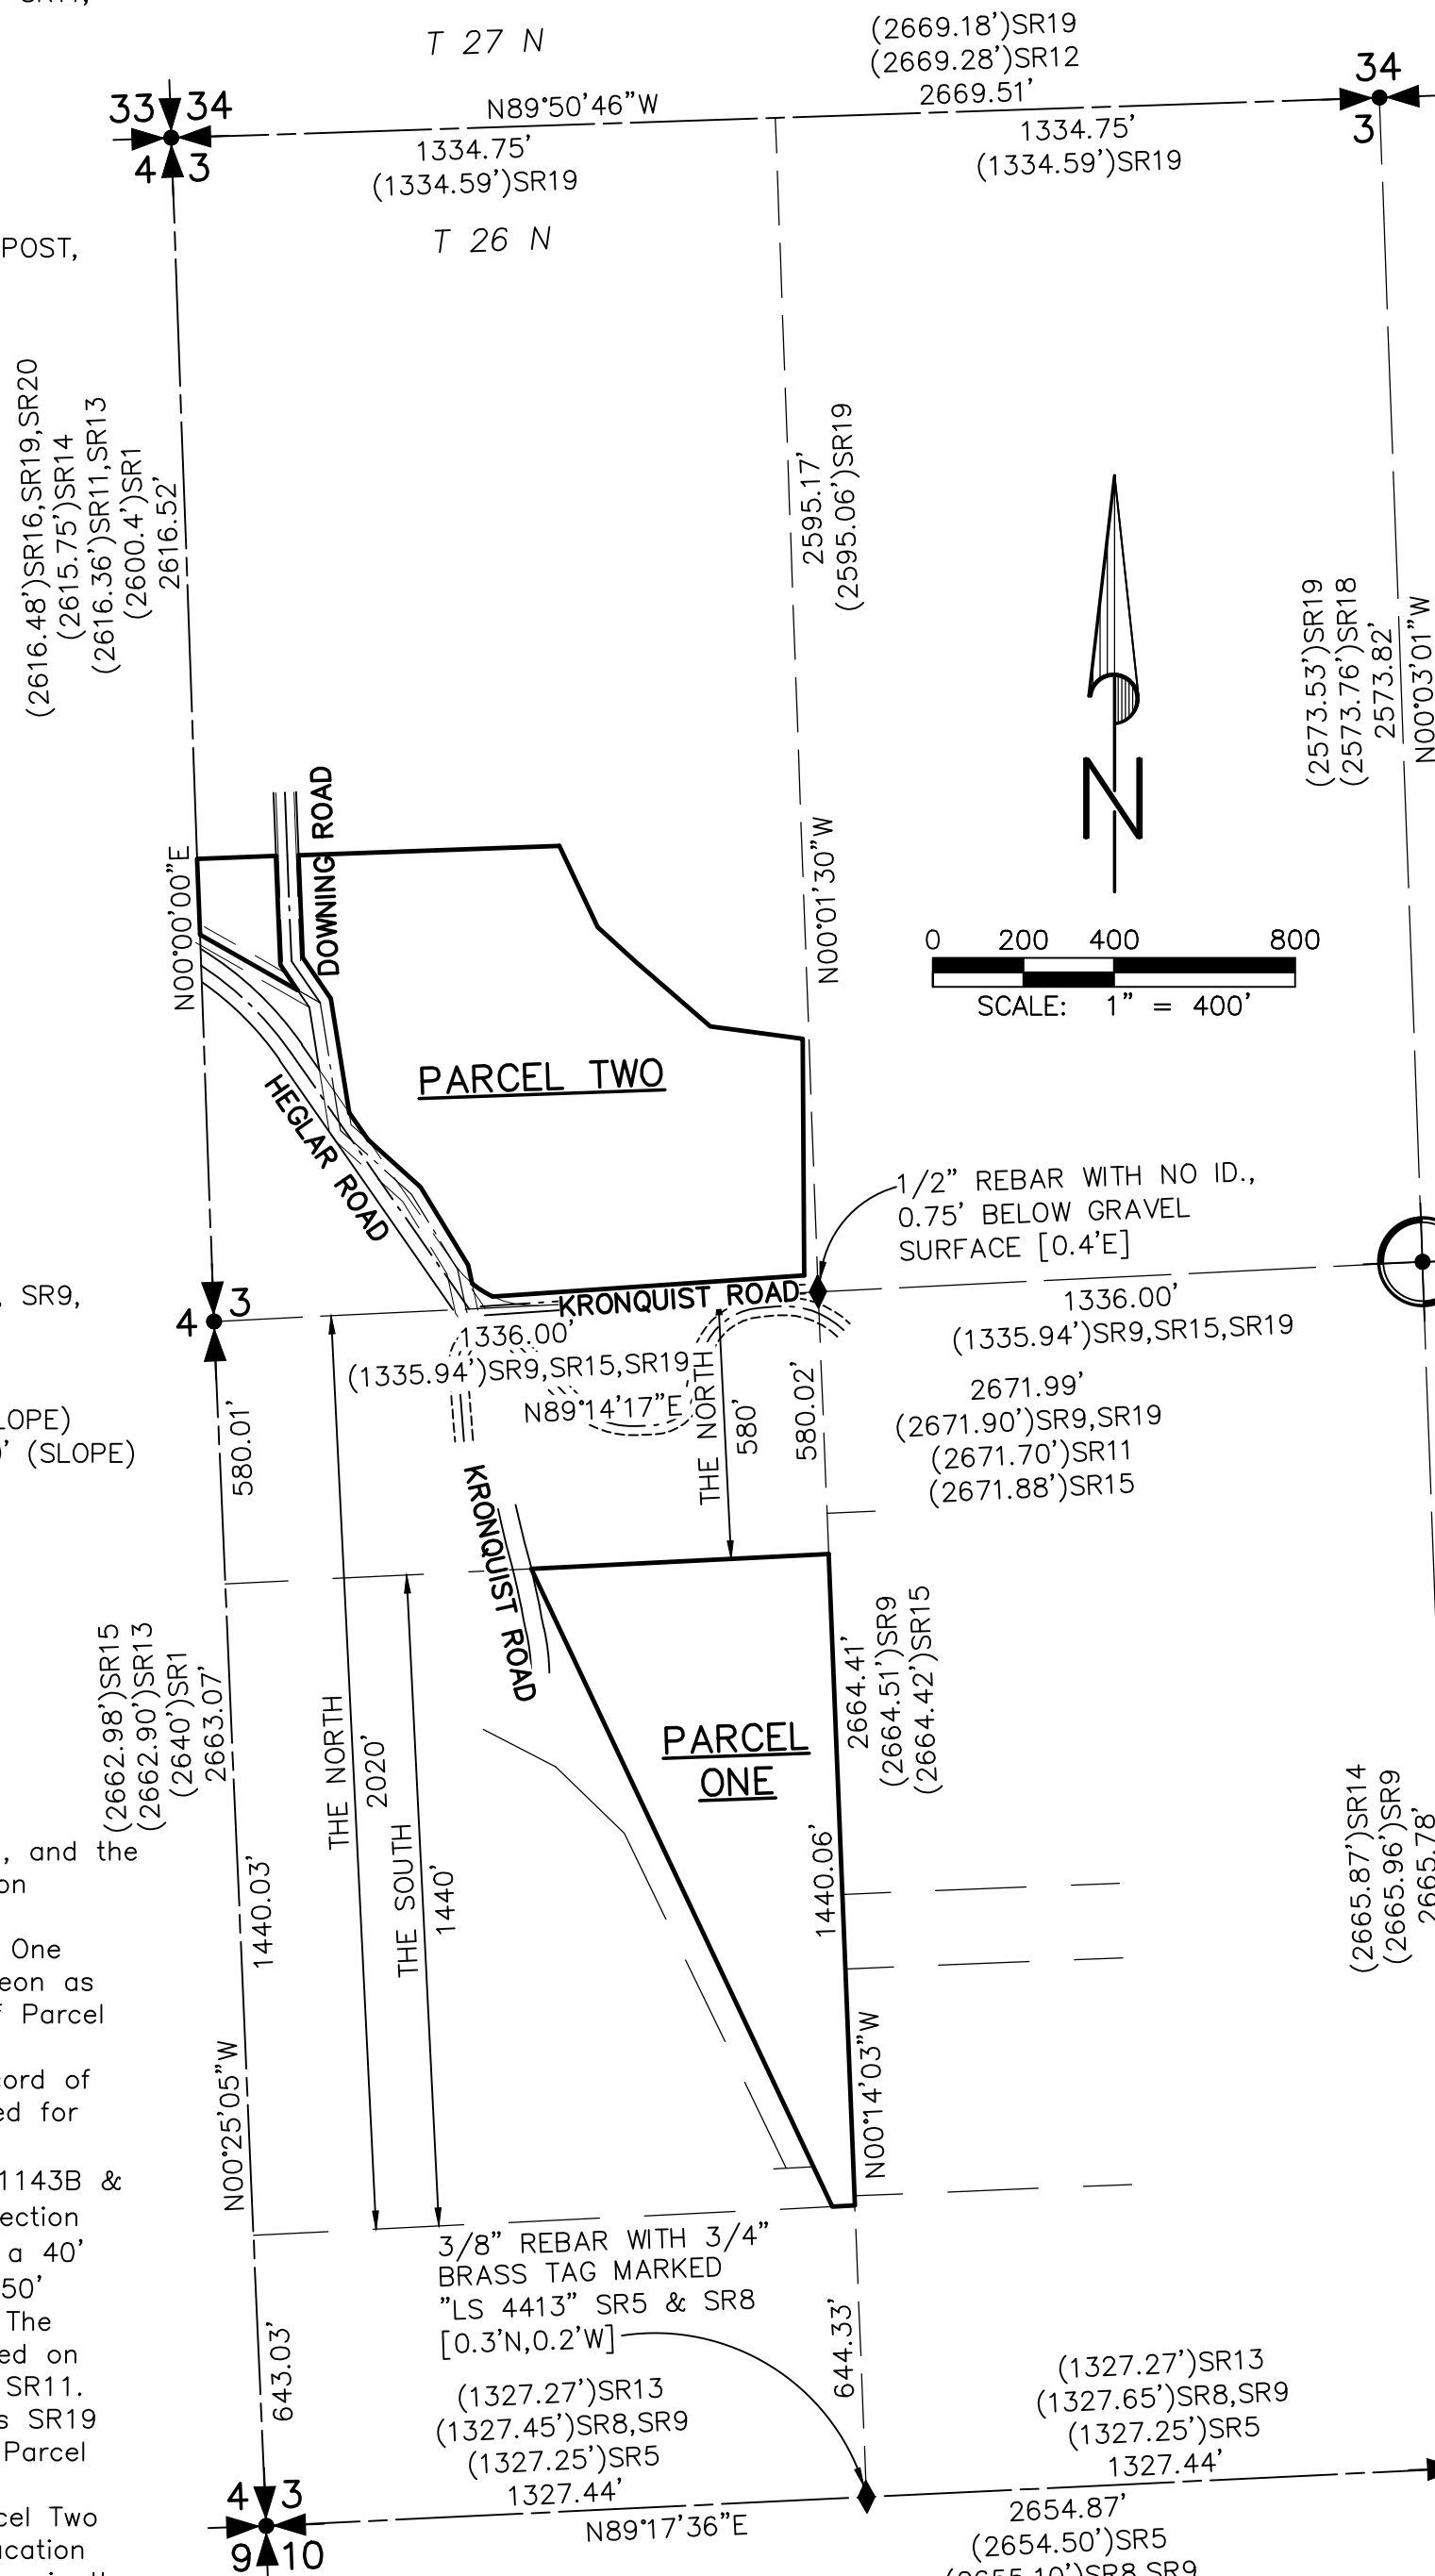 T 27 N
(2669.18')SR19
(2669.28')SR12
2669.51'
33 34
4 3
34
3
N89°50'46"W
1334.75'
(1334.59')SR19
1334.75'
(1334.59')SR19
T 26 N
POST,
(2616.48')SR16,SR19,SR20
(2615.75')SR14
(2616.36')SR11,SR13
(2600.4')SR1
2616.52'
2595.17'
(2595.06')SR19
(2573.53')SR19
(2573.76')SR18
2573.82'
N00°03'01"W
N00°00'00"E
DOWNING ROAD
N00°01'30"W
N
0 200 400 800
SCALE: 1" = 400'
PARCEL TWO
HEGLAR ROAD
1/2" REBAR WITH NO ID.,
0.75' BELOW GRAVEL
SURFACE [0.4'E]
, SR9,
4 3
KRONQUIST ROAD
1336.00'
(1335.94')SR9,SR15,SR19
N89°14'17"E
1336.00'
(1335.94')SR9,SR15,SR19
2671.99'
(2671.90')SR9,SR19
(2671.70')SR11
(2671.88')SR15
LOPE)
' (SLOPE)
580.01'
THE NORTH
580'
580.02'
KRONQUIST ROAD
(2662.98')SR15
(2662.90')SR13
(2640')SR1
2663.07'
THE NORTH
2020'
THE SOUTH
1440'
PARCEL
ONE
2664.41'
(2664.51')SR9
(2664.42')SR15
1440.03'
1440.06'
(2665.87')SR14
(2665.96')SR9
2665.78'
, and the
on
One
eon as
f Parcel
cord of
ed for
N00°25'05"W
N00°14'03"W
1143B &
ection
a 40'
50'
The
ed on
SR11.
s SR19
Parcel
cel Two
cation
3/8" REBAR WITH 3/4"
BRASS TAG MARKED
"LS 4413" SR5 & SR8
[0.3'N,0.2'W]
643.03'
644.33'
(1327.27')SR13
(1327.45')SR8,SR9
(1327.25')SR5
1327.44'
(1327.27')SR13
(1327.65')SR8,SR9
(1327.25')SR5
1327.44'
4 3
9 10
N89°17'36"E
2654.87'
(2654.50')SR5
(2655.10')SR8,SR9